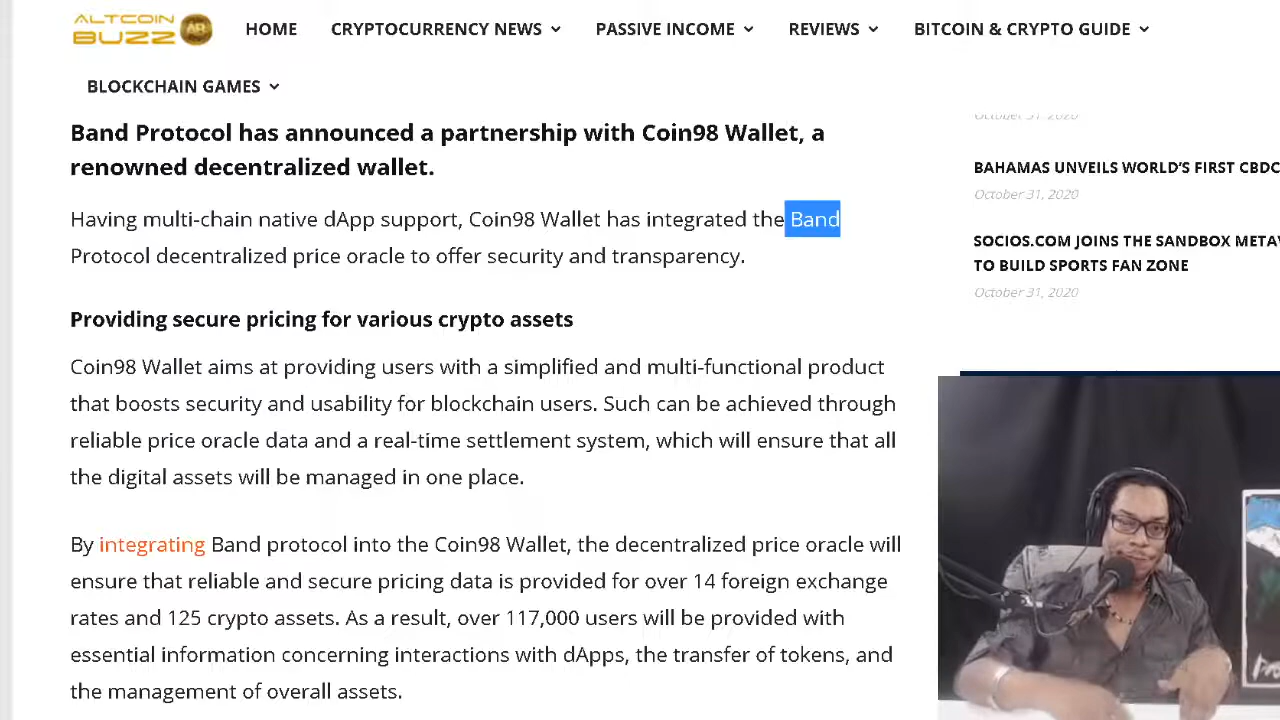 ALTCOIN
BUZZ AB
HOME CRYPTOCURRENCY NEWS PASSIVE INCOME REVIEWS BITCOIN & CRYPTO GUIDE
BLOCKCHAIN GAMES
Band Protocol has announced a partnership with Coin98 Wallet, a
renowned decentralized wallet.
Having multi-chain native dApp support, Coin98 Wallet has integrated the Band
Protocol decentralized price oracle to offer security and transparency.
Providing secure pricing for various crypto assets
Coin98 Wallet aims at providing users with a simplified and multi-functional product
that boosts security and usability for blockchain users. Such can be achieved through
reliable price oracle data and a real-time settlement system, which will ensure that all
the digital assets will be managed in one place.
By integrating Band protocol into the Coin98 Wallet, the decentralized price oracle will
ensure that reliable and secure pricing data is provided for over 14 foreign exchange
rates and 125 crypto assets. As a result, over 117,000 users will be provided with
essential information concerning interactions with dApps, the transfer of tokens, and
the management of overall assets.
October 31, 2020
BAHAMAS UNVEILS WORLD'S FIRST CBDC
October 31, 2020
SOCIOS.COM JOINS THE SANDBOX
TO BUILD SPORTS FAN ZONE
October 31, 2020